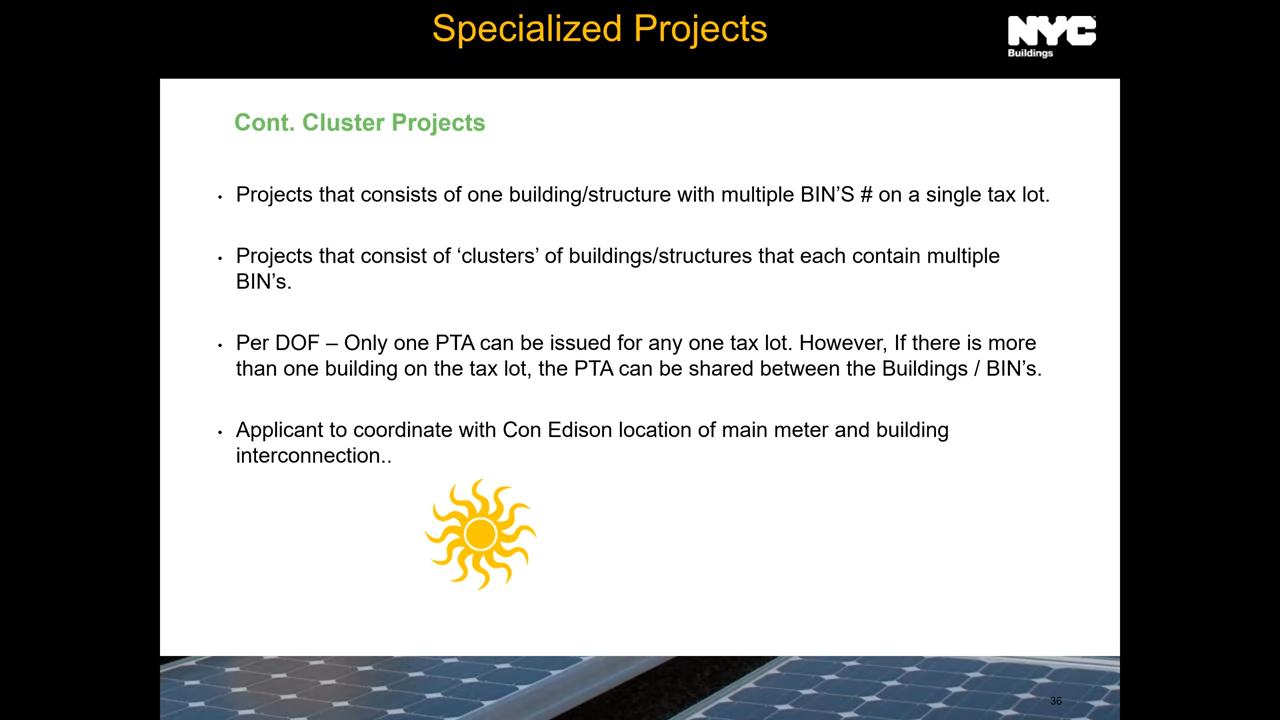 Specialized Projects
NYC
Buildings
Cont. Cluster Projects
• Projects that consists of one building/structure with multiple BIN’S # on a single tax lot.
• Projects that consist of ‘clusters’ of buildings/structures that each contain multiple
BIN’s.
• Per DOF – Only one PTA can be issued for any one tax lot. However, If there is more
than one building on the tax lot, the PTA can be shared between the Buildings / BIN’s.
• Applicant to coordinate with Con Edison location of main meter and building
interconnection..
36